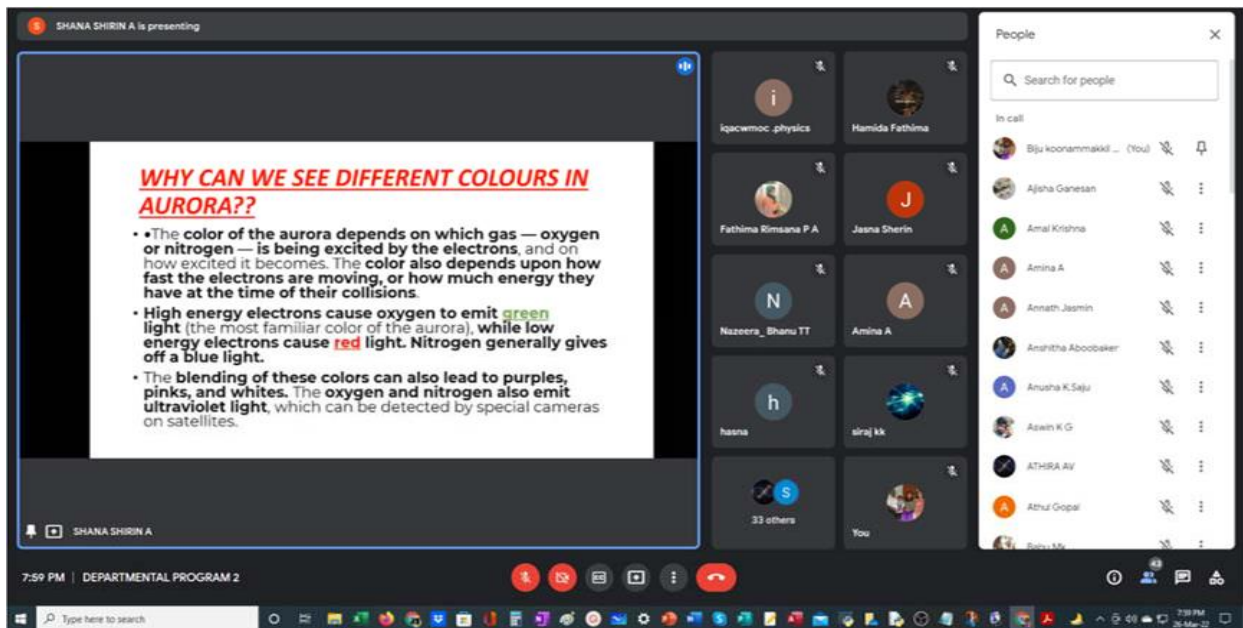 S SHANA SHIRIN A is presenting
WHY CAN WE SEE DIFFERENT COLOURS IN
AURORA??
• •The color of the aurora depends on which gas — oxygen
or nitrogen — is being excited by the electrons, and on
how excited it becomes. The color also depends upon how
fast the electrons are moving, or how much energy they
have at the time of their collisions.
• High energy electrons cause oxygen to emit green
light (the most familiar color of the aurora), while low
energy electrons cause red light. Nitrogen generally gives
off a blue light.
• The blending of these colors can also lead to purples,
pinks, and whites. The oxygen and nitrogen also emit
ultraviolet light, which can be detected by special cameras
on satellites.
SHANA SHIRIN A
i
iqacwmoc .physics
Hamida Fathima
Fathima Rimsana P A
J
Jasna Sherin
N
Nazeera_ Bhanu TT
A
Amina A
h
hasna
siraj kk
S
33 others
You
People
Search for people
In call
Biju koonammakkil ... (You)
Ajisha Ganesan
A Amal Krishna
A Amina A
A Annath Jasmin
Anshitha Aboobaker
A Anusha K.Saju
Aswin K G
ATHIRA AV
A Athul Gopal
Babu Mk
7:59 PM | DEPARTMENTAL PROGRAM 2
43
Type here to search
7:59 PM
26-Mar-22